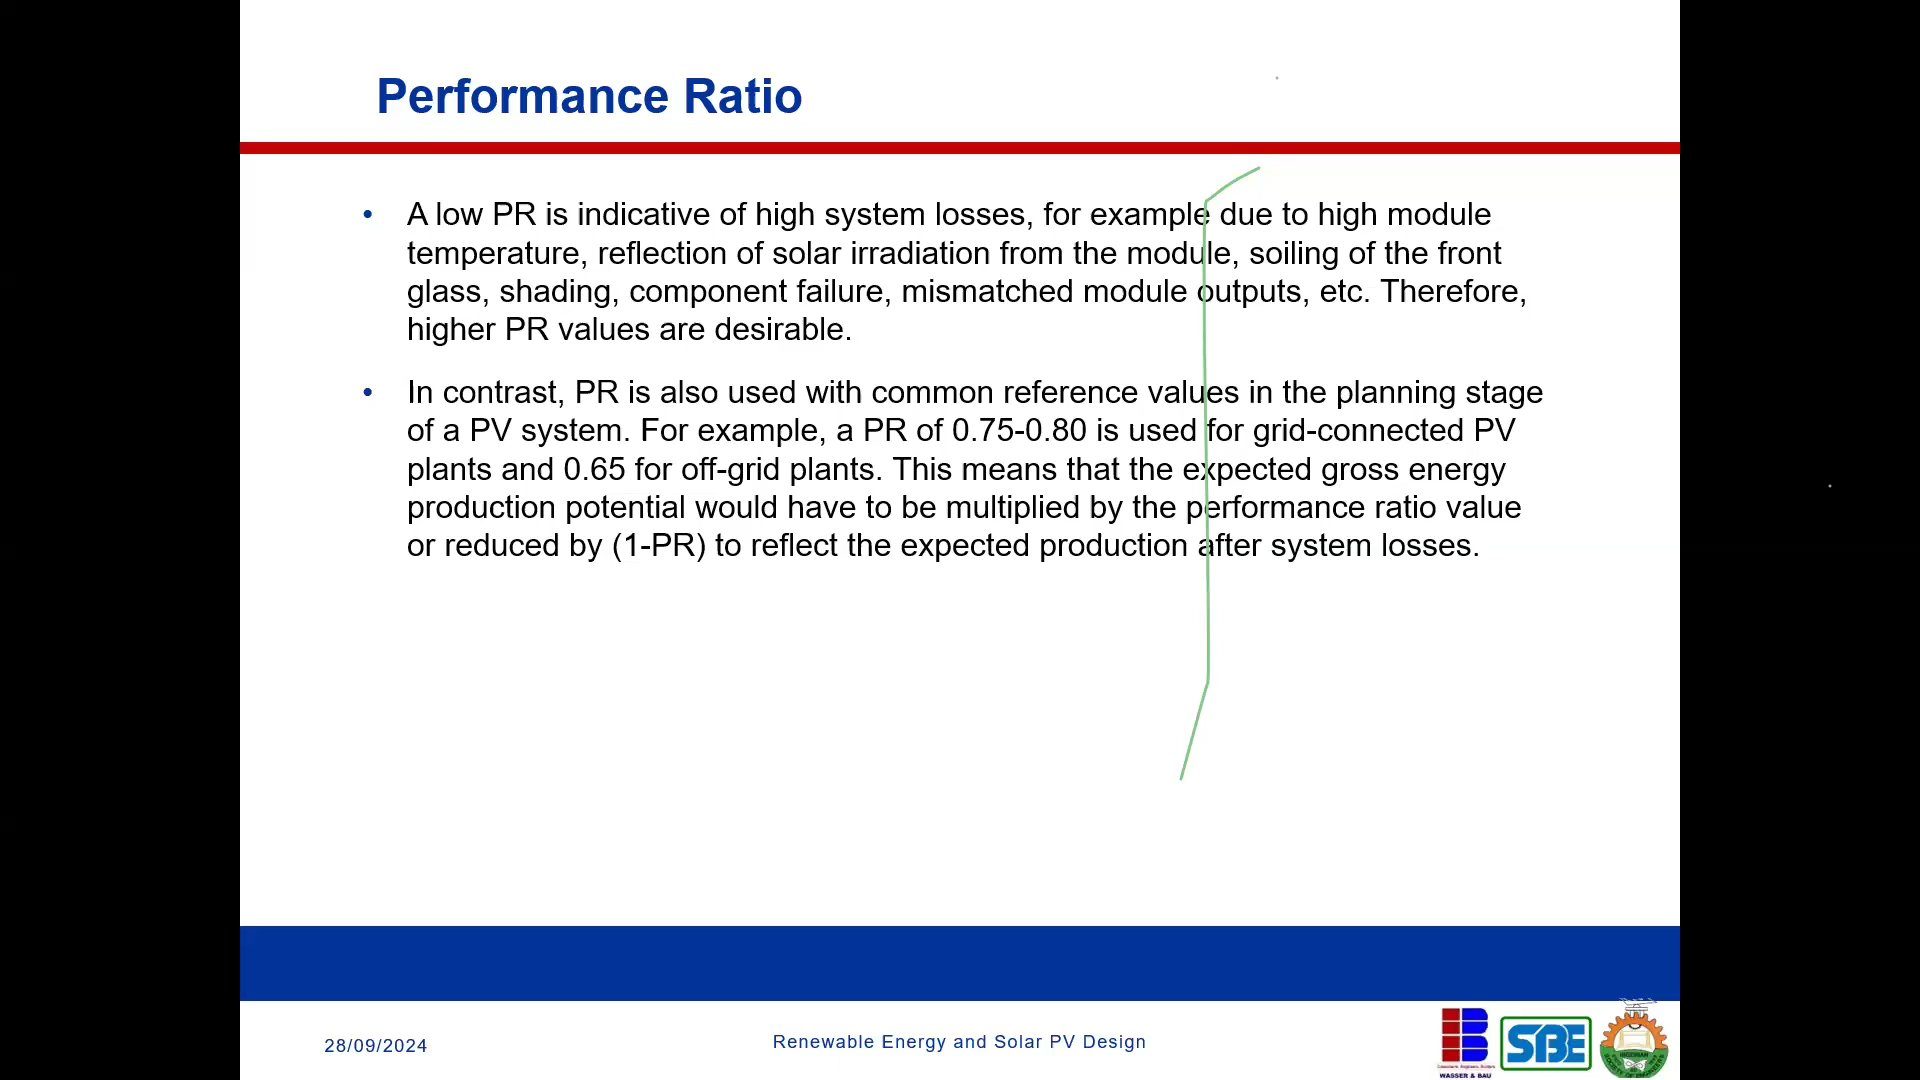 Performance Ratio
• A low PR is indicative of high system losses, for example due to high module
temperature, reflection of solar irradiation from the module, soiling of the front
glass, shading, component failure, mismatched module outputs, etc. Therefore,
higher PR values are desirable.
• In contrast, PR is also used with common reference values in the planning stage
of a PV system. For example, a PR of 0.75-0.80 is used for grid-connected PV
plants and 0.65 for off-grid plants. This means that the expected gross energy
production potential would have to be multiplied by the performance ratio value
or reduced by (1-PR) to reflect the expected production after system losses.
28/09/2024
Renewable Energy and Solar PV Design
WASSER & BAU
SBE
NIGERIAN
SOCIETY OF ENGINEERS